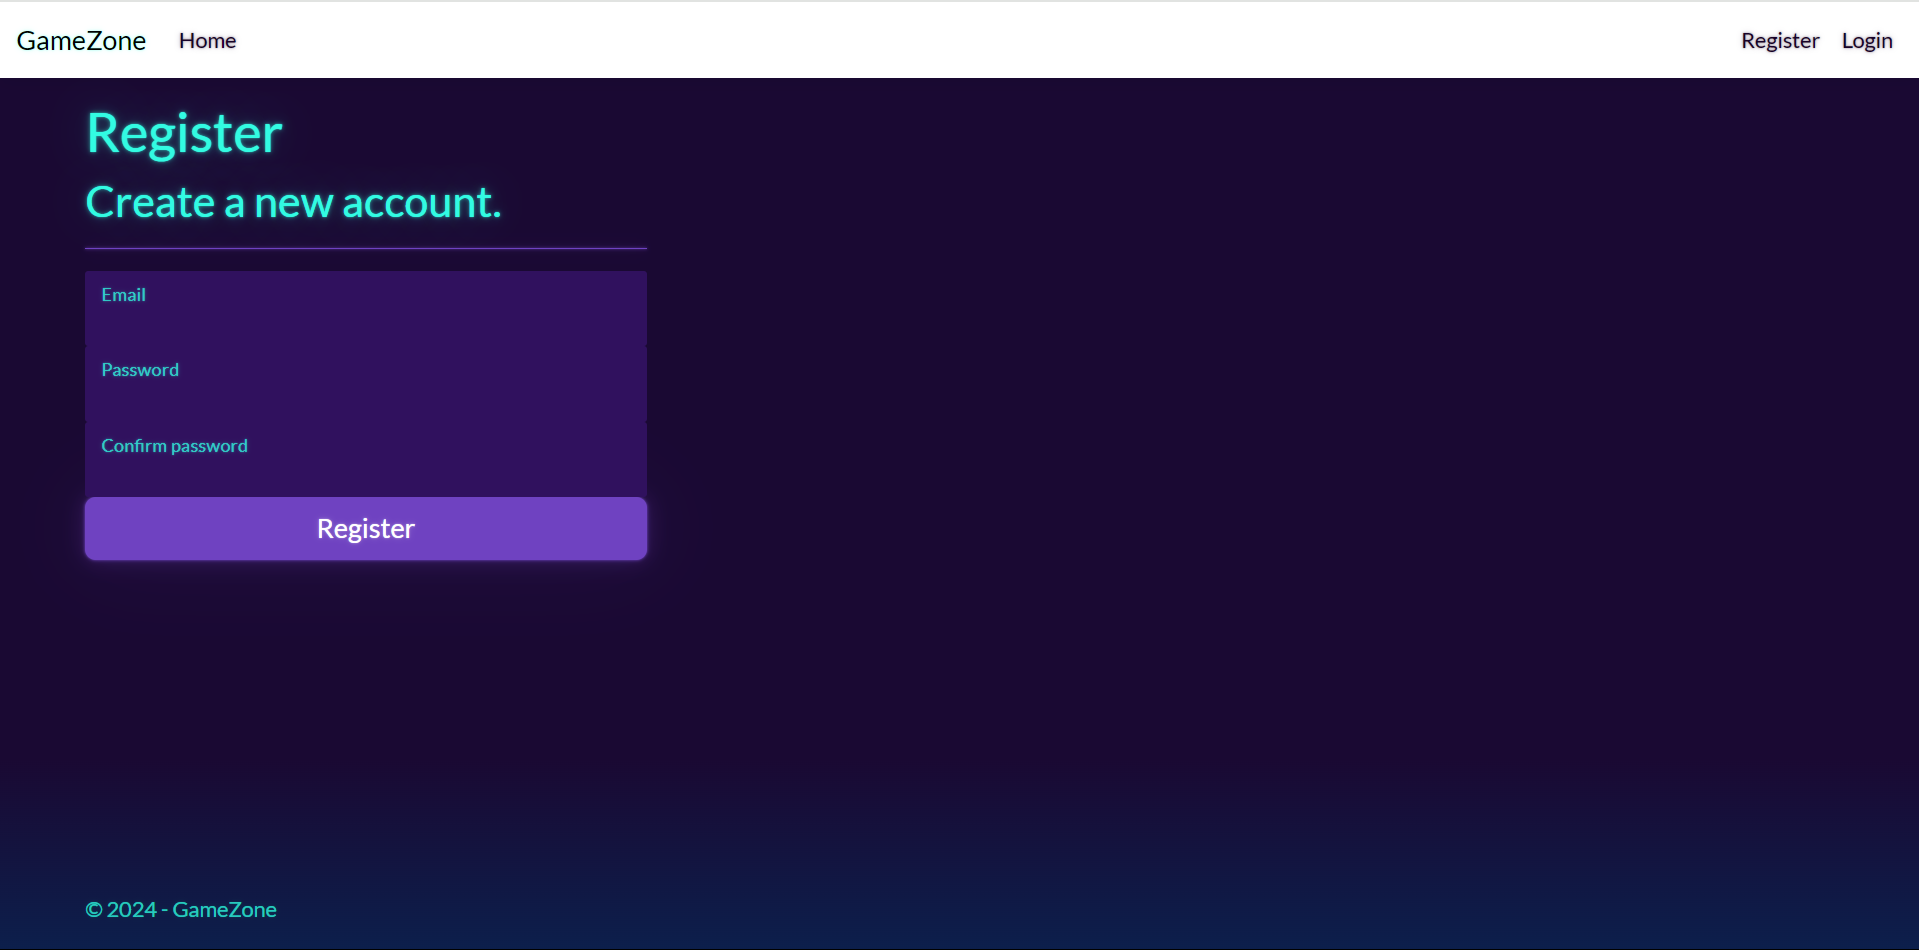 GameZone Home Register Login
Register
Create a new account.
Email
Password
Confirm password
Register
© 2024 - GameZone